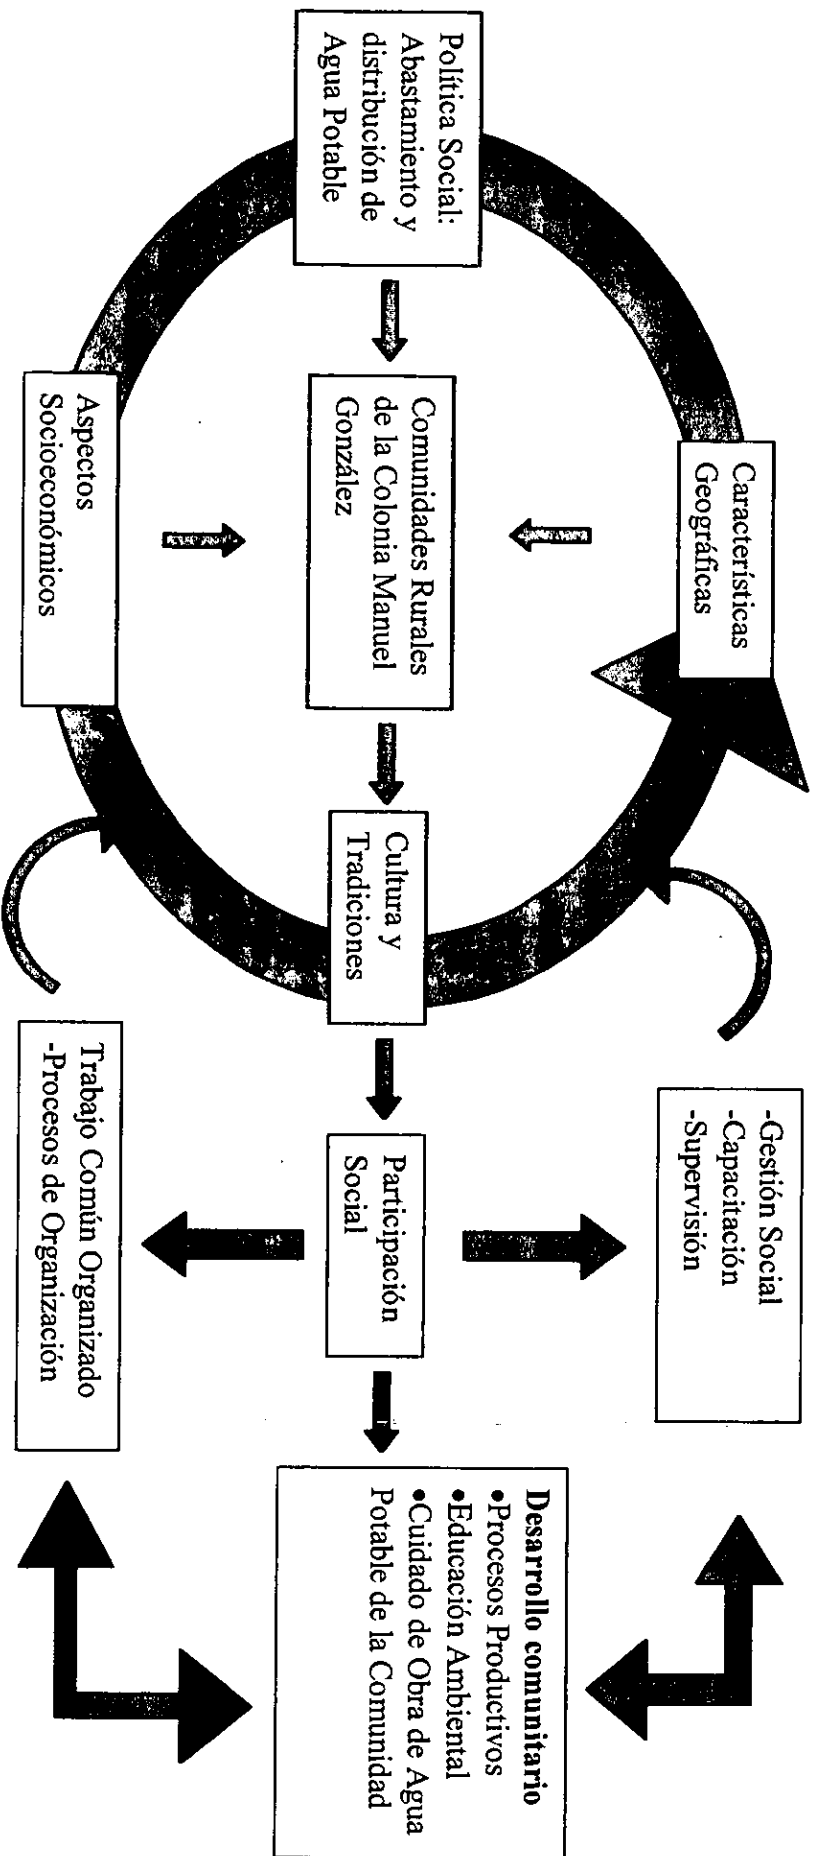 Política Social:
Abastamiento y
distribución de
Agua Potable
Características
Geográficas
Comunidades Rurales
de la Colonia Manuel
González
Aspectos
Socioeconómicos
Cultura y
Tradiciones
Participación
Social
-Gestión Social
-Capacitación
-Supervisión
Trabajo Común Organizado
-Procesos de Organización
Desarrollo comunitario
•Procesos Productivos
•Educación Ambiental
•Cuidado de Obra de Agua
Potable de la Comunidad